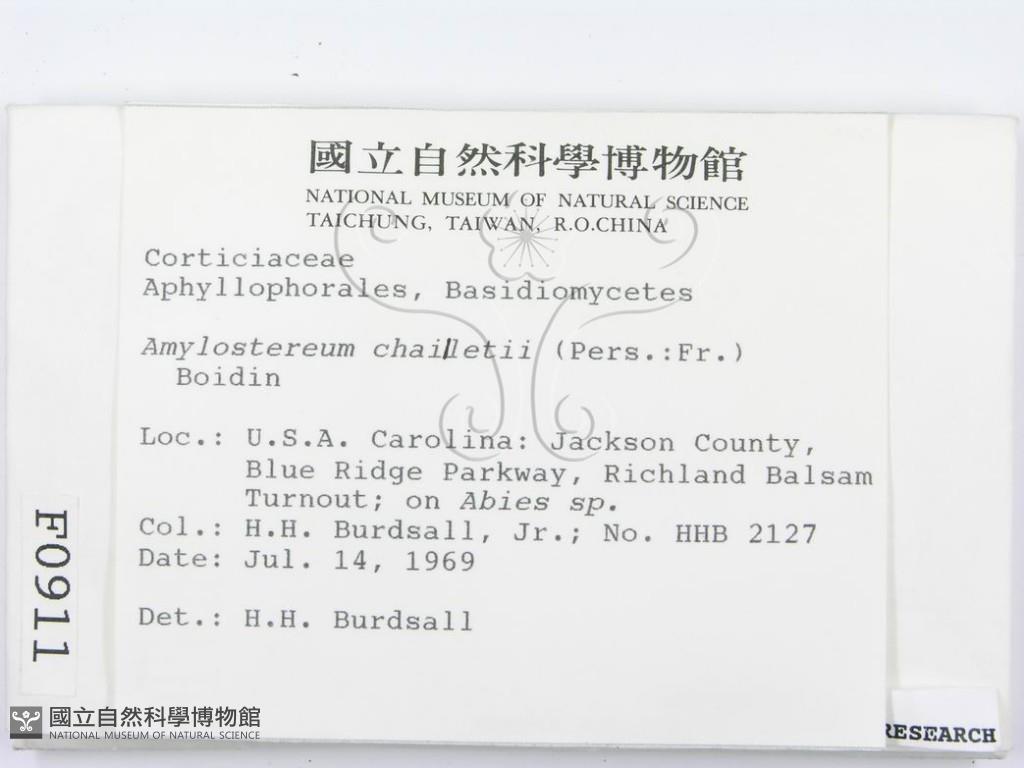 國立自然科學博物館
NATIONAL MUSEUM OF NATURAL SCIENCE
TAICHUNG, TAIWAN, R.O.CHINA
Corticiaceae
Aphyllophorales, Basidiomycetes
Amylostereum chailletii (Pers.:Fr.)
Boidin
Loc.: U.S.A. Carolina: Jackson County,
Blue Ridge Parkway, Richland Balsam
Turnout; on Abies sp.
Col.: H.H. Burdsall, Jr.; No. HHB 2127
Date: Jul. 14, 1969
Det.: H.H. Burdsall
F0911
RESEARCH
國立自然科學博物館
NATIONAL MUSEUM OF NATURAL SCIENCE